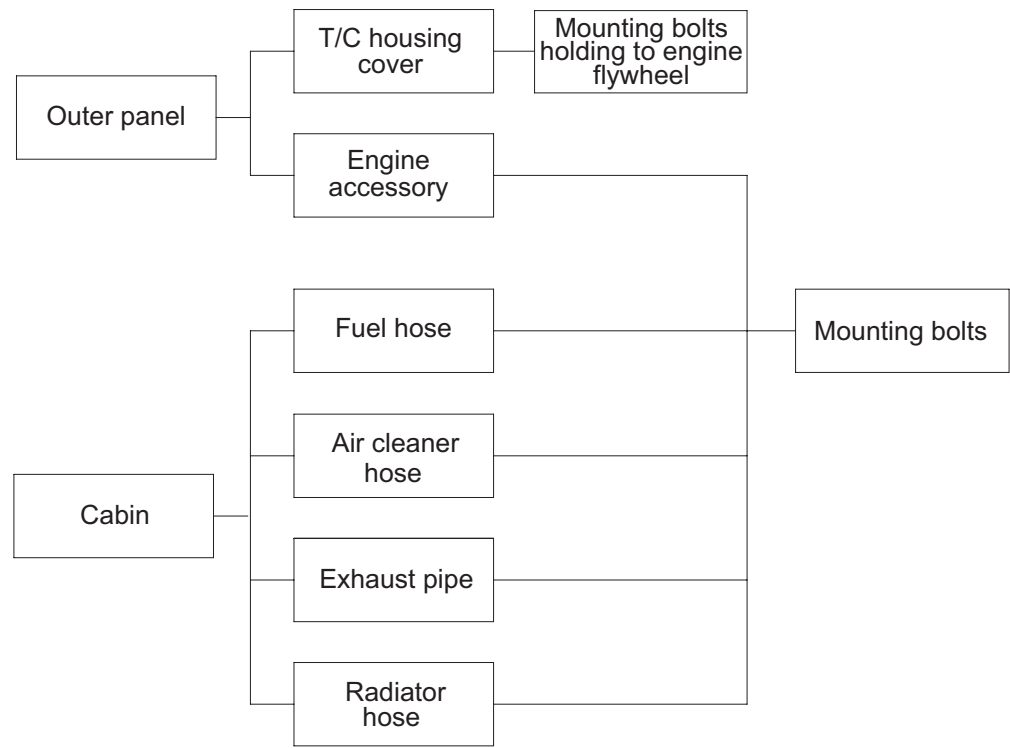 T/C housing
cover
Mounting bolts
holding to engine
flywheel
Outer panel
Engine
accessory
Fuel hose
Mounting bolts
Air cleaner
hose
Cabin
Exhaust pipe
Radiator
hose